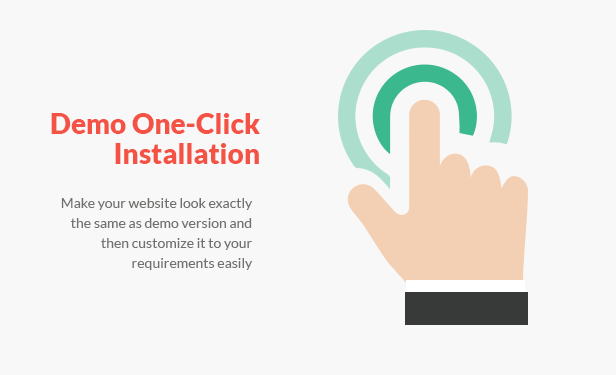 Demo One-Click
Installation
Make your website look exactly
the same as demo version and
then customize it to your
requirements easily